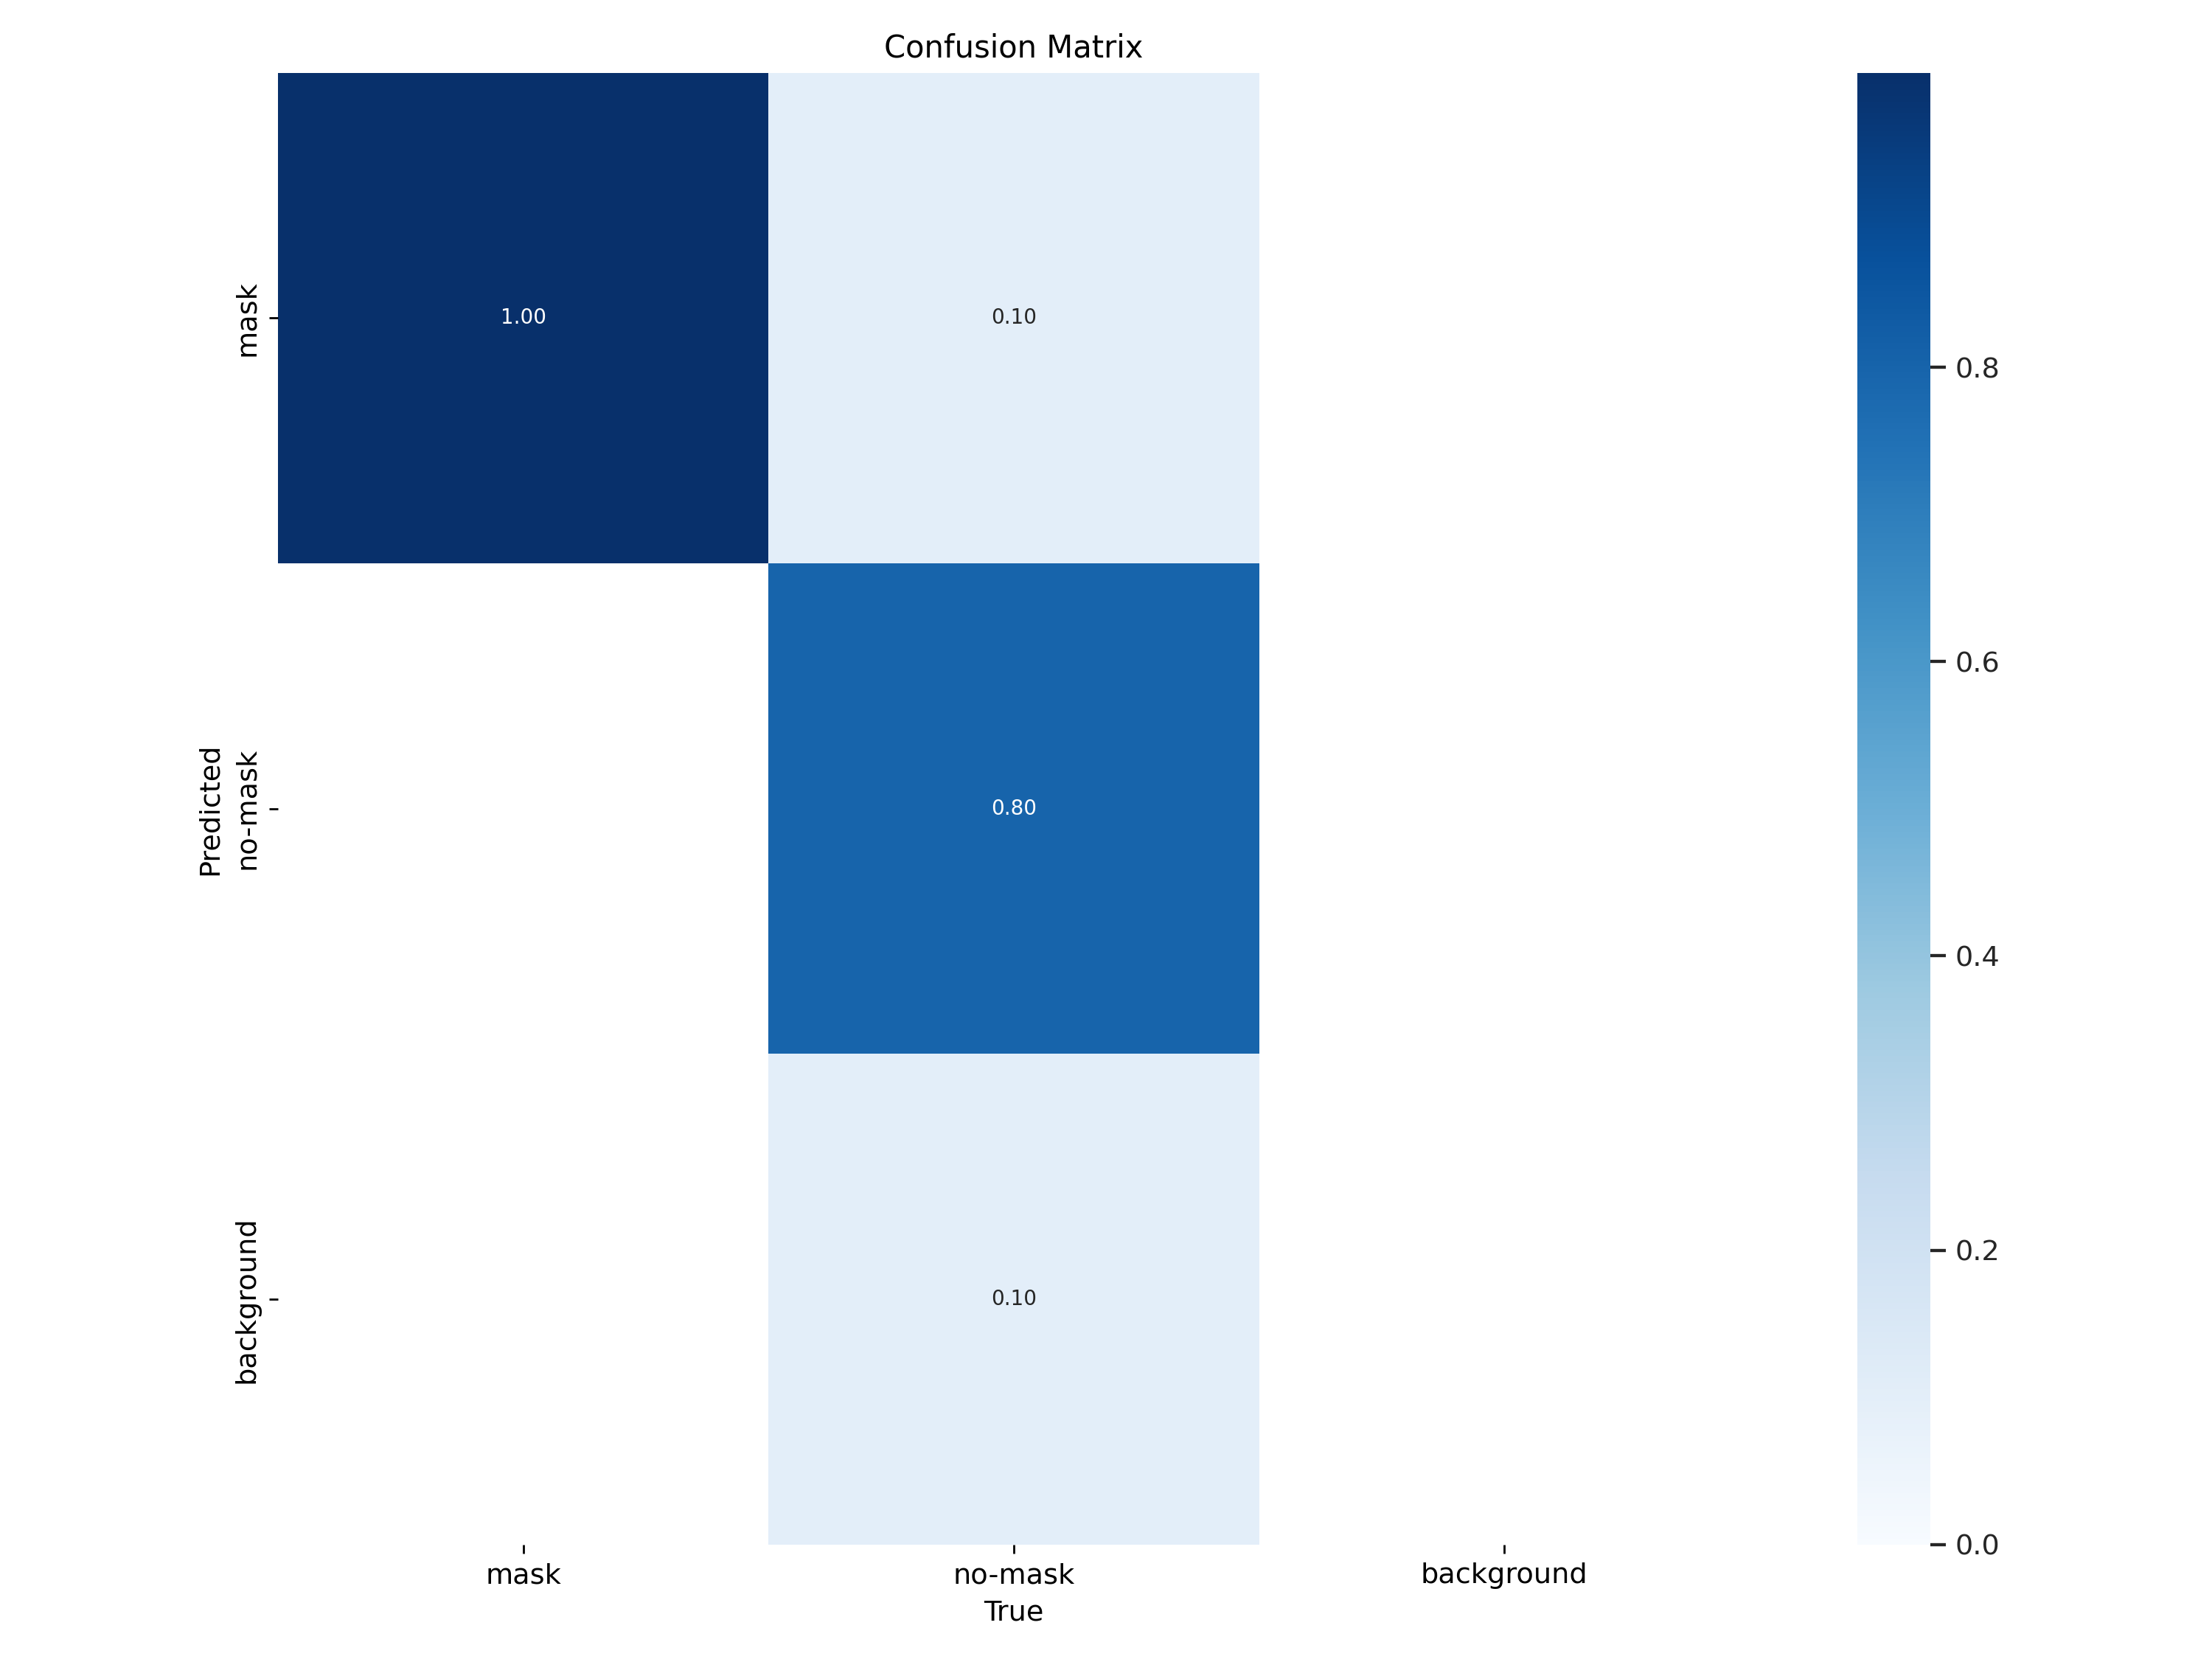 Confusion Matrix
mask
1.00
0.10
0.8
0.6
Predicted
no-mask
0.80
0.4
0.2
background
0.10
0.0
mask
no-mask
background
True